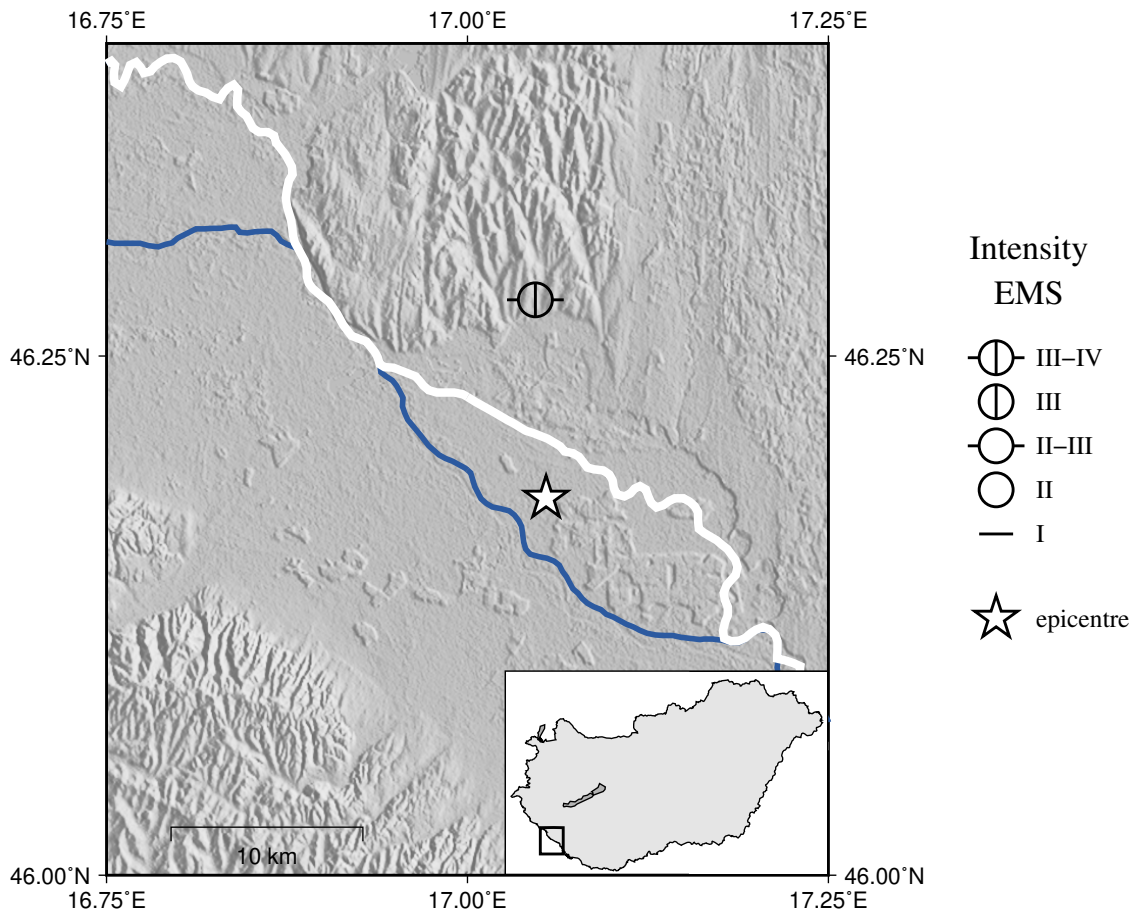 16.75˚E 17.00˚E 17.25˚E
Intensity
EMS
46.25˚N 46.25˚N
III–IV
III
II–III
II
I
epicentre
10 km
46.00˚N 46.00˚N
16.75˚E 17.00˚E 17.25˚E